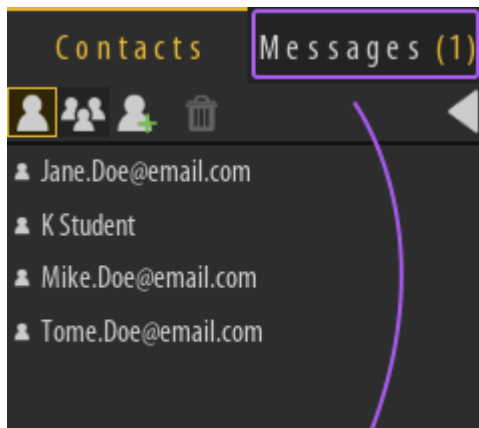 Contacts
Messages (1)
Jane.Doe@email.com
K Student
Mike.Doe@email.com
Tome.Doe@email.com